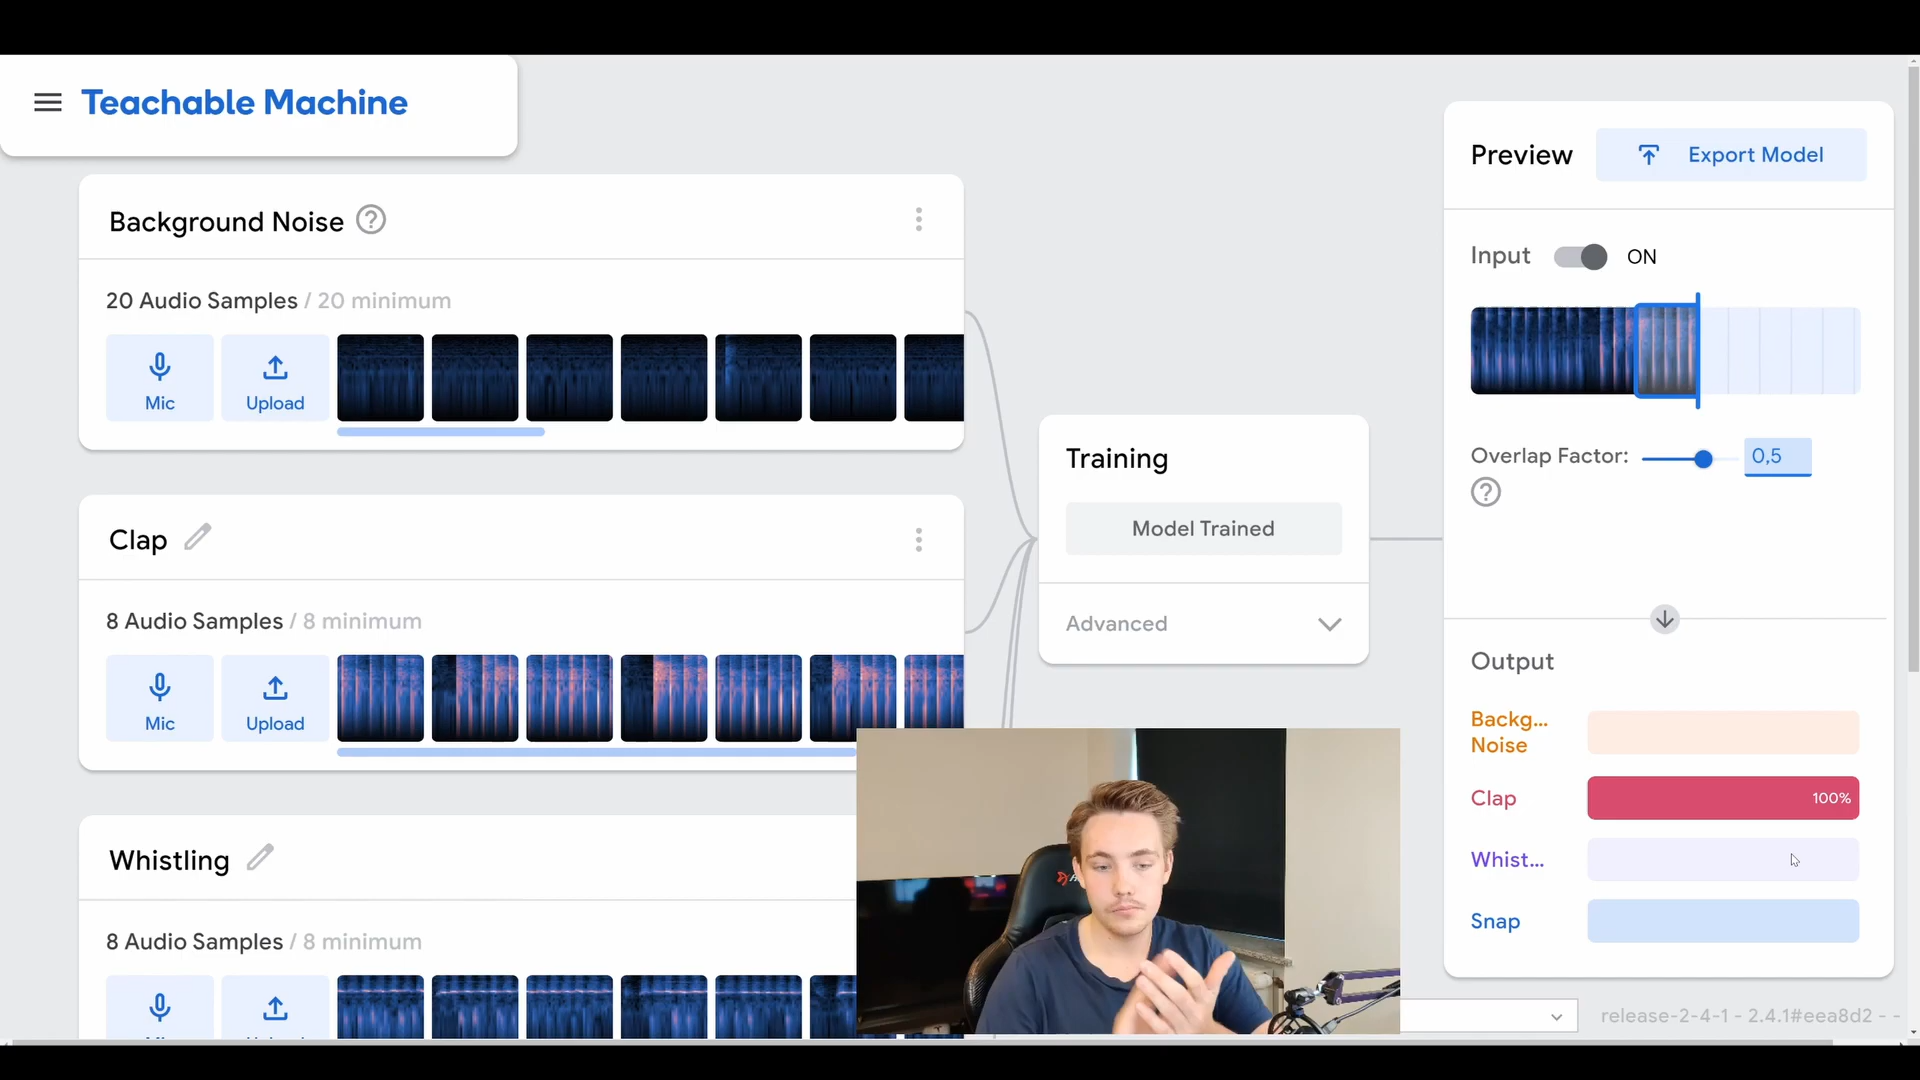 Teachable Machine
Background Noise
20 Audio Samples / 20 minimum
Mic
Upload
Clap
8 Audio Samples / 8 minimum
Mic
Upload
Whistling
8 Audio Samples / 8 minimum
Training
Model Trained
Advanced
Preview
Export Model
Input
ON
Overlap Factor:
0,5
Output
Backg...
Noise
Clap
100%
Whist...
Snap
release-2-4-1 - 2.4.1#eea8d2 - -